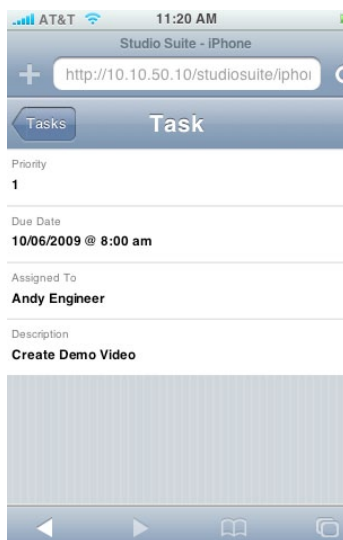 AT&T 11:20 AM
Studio Suite - iPhone
http://10.10.50.10/studiosuite/ipho
Tasks Task
Priority
1
Due Date
10/06/2009 @ 8:00 am
Assigned To
Andy Engineer
Description
Create Demo Video